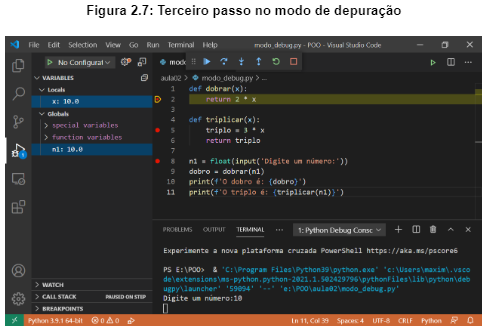 Figura 2.7: Terceiro passo no modo de depuração
File Edit Selection View Go Run Terminal Help modo_debug.py - POO - Visual Studio Code
No Configurat
VARIABLES
Locals
x: 10.0
Globals
special variables
function variables
n1: 10.0
WATCH
CALL STACK PAUSED ON STEP
BREAKPOINTS
aula02 > modo_debug.py > ...
1 def dobrar(x):
2 return 2 * x
3
4 def triplicar(x):
5 triplo = 3 * x
6 return triplo
7
8 n1 = float(input('Digite um número:'))
9 dobro = dobrar(n1)
10 print(f'O dobro é: {dobro}')
11 print(f'O triplo é: {triplicar(n1)}')
PROBLEMS OUTPUT TERMINAL ... 1: Python Debug Consc
Experimente a nova plataforma cruzada PowerShell https://aka.ms/pscore6
PS E:\POO> & 'C:\Program Files\Python39\python.exe' 'c:\Users\maxim\.vsco
de\extensions\ms-python.python-2021.1.502429796\pythonFiles\lib\python\de
bugpy\launcher' '59094' '--' 'e:\POO\aula02\modo_debug.py'
Digite um número:10
Python 3.9.1 64-bit 0 0 Ln 11, Col 39 Spaces: 4 UTF-8 CRLF Python